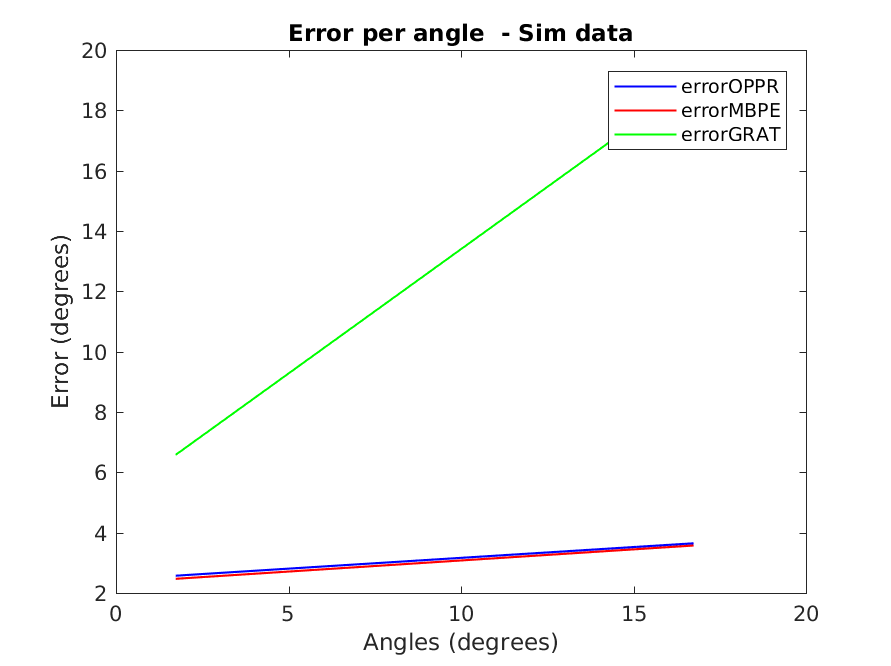 Error per angle  - Sim data
errorOPPR
errorMBPE
errorGRAT
Error (degrees)
20
18
16
14
12
10
8
6
4
2
0
5
10
15
20
Angles (degrees)